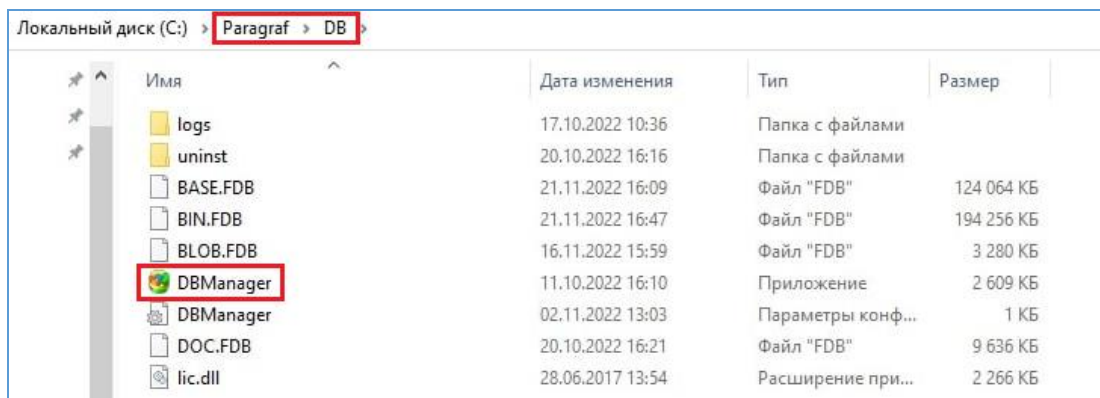 Локальный диск (C:) › Paragraf › DB ›
Имя Дата изменения Тип Размер
logs 17.10.2022 10:36 Папка с файлами
uninst 20.10.2022 16:16 Папка с файлами
BASE.FDB 21.11.2022 16:09 Файл "FDB" 124 064 КБ
BIN.FDB 21.11.2022 16:47 Файл "FDB" 194 256 КБ
BLOB.FDB 16.11.2022 15:59 Файл "FDB" 3 280 КБ
DBManager 11.10.2022 16:10 Приложение 2 609 КБ
DBManager 02.11.2022 13:03 Параметры конф... 1 КБ
DOC.FDB 20.10.2022 16:21 Файл "FDB" 9 636 КБ
lic.dll 28.06.2017 13:54 Расширение при... 2 266 КБ